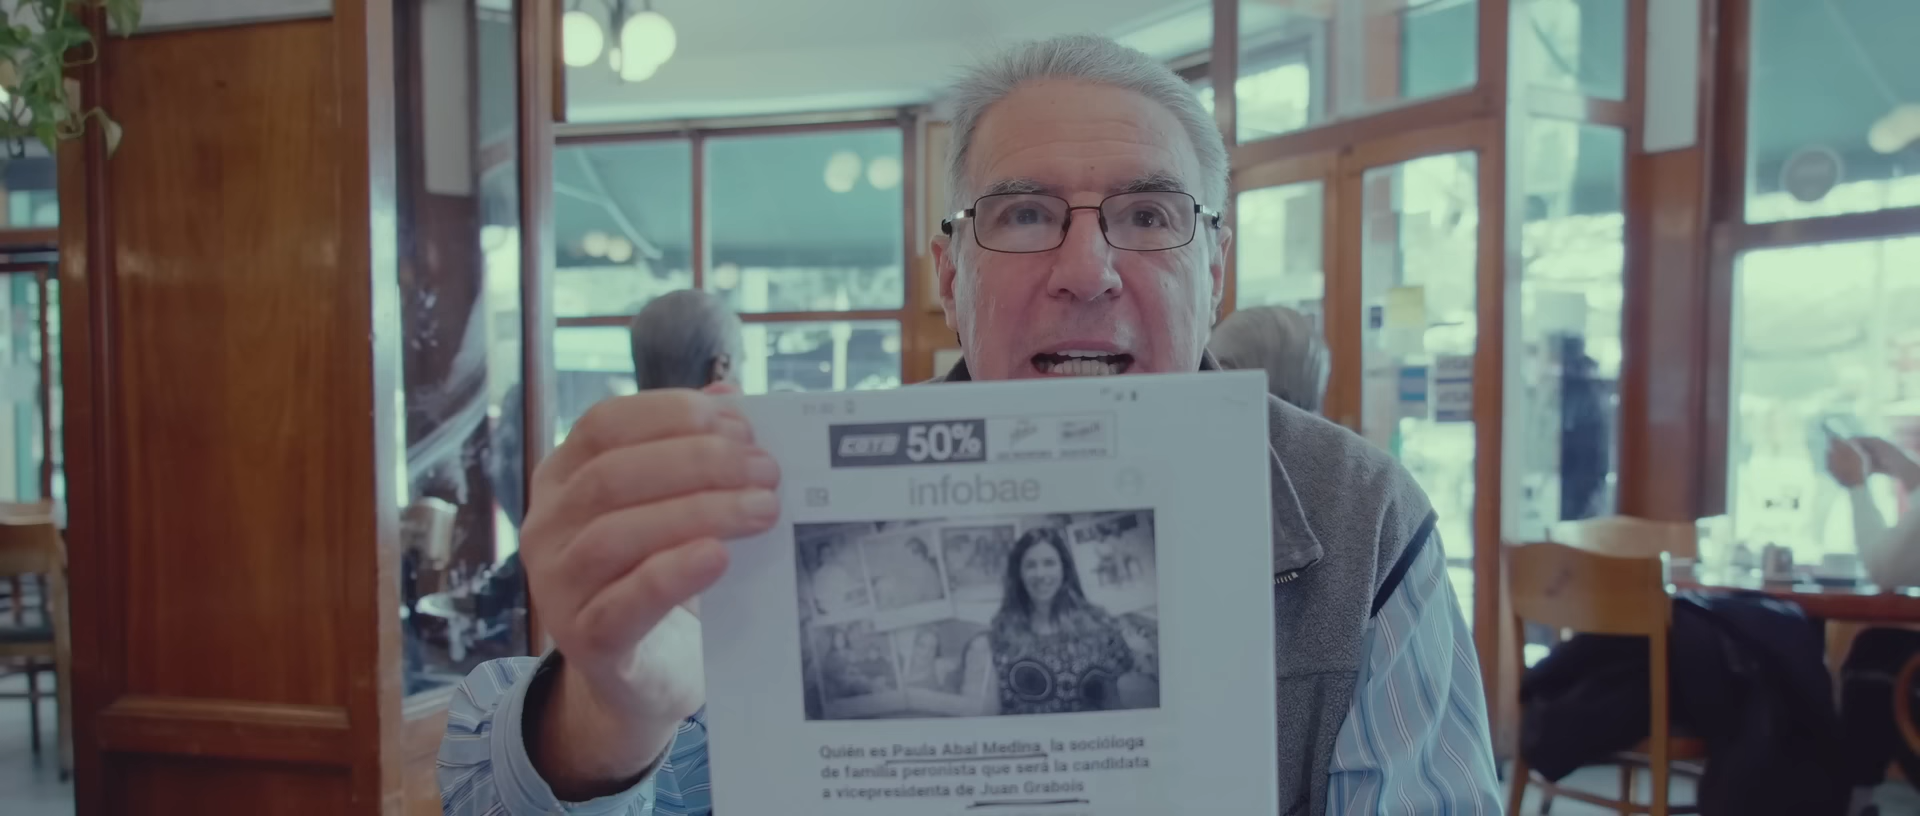 COTO 50%
infobae
Quién es Paula Abal Medina, la socióloga
de familia peronista que será la candidata
a vicepresidenta de Juan Grabois